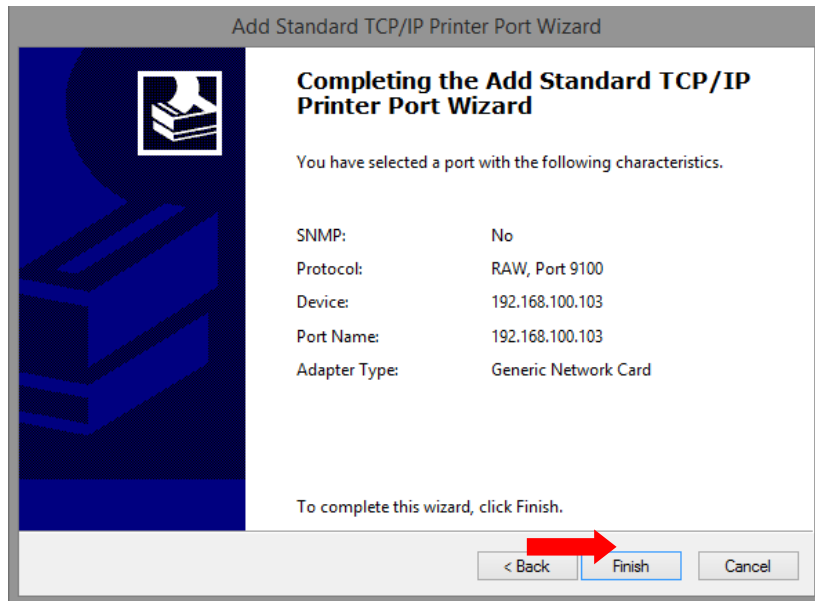 Add Standard TCP/IP Printer Port Wizard
Completing the Add Standard TCP/IP
Printer Port Wizard
You have selected a port with the following characteristics.
SNMP: No
Protocol: RAW, Port 9100
Device: 192.168.100.103
Port Name: 192.168.100.103
Adapter Type: Generic Network Card
To complete this wizard, click Finish.
< Back Finish Cancel